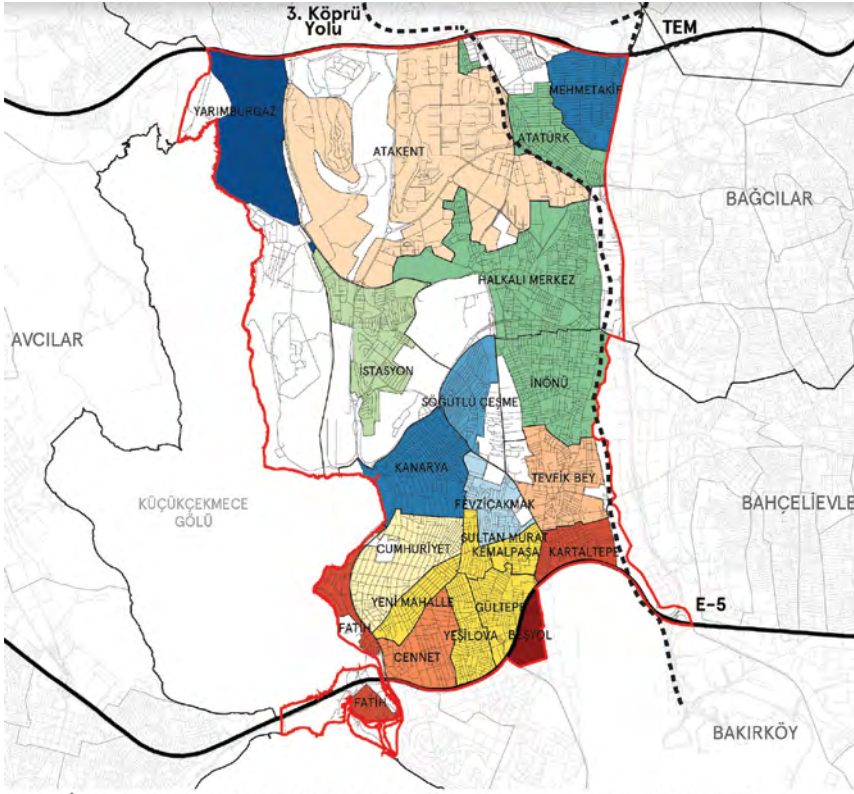 3. Köprü
Yolu
TEM
YARIMBURGAZ
MEHMETAKİF
ATATÜRK
ATAKENT
BAĞCILAR
HALKALI MERKEZ
AVCILAR
İSTASYON
İNÖNÜ
SÖĞÜTLÜ ÇEŞME
KANARYA
TEVFİK BEY
FEVZİÇAKMAK
KÜÇÜKÇEKMECE
GÖLÜ
BAHÇELİEVLE
SULTAN MURAT
CUMHURİYET
KEMALPAŞA
KARTALTEPE
YENİ MAHALLE
GÜLTEPE
E-5
FATİH
YEŞİLOVA
BEŞYOL
CENNET
FATİH
BAKIRKÖY